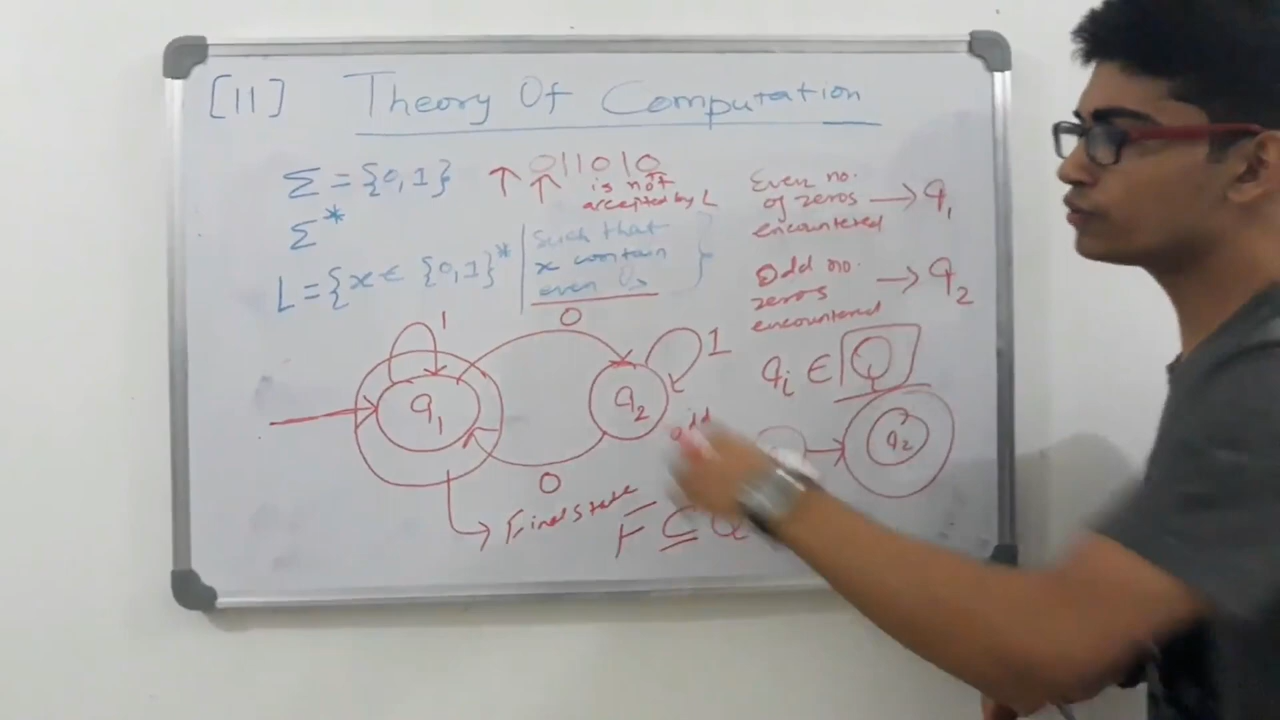 [11] Theory Of Computation
Σ = {0,1}
Σ*
L = {x ∈ {0,1}* | such that
x contain
even 0s }
↑ 011010
↑ is not
accepted by L
Even no.
of zeros → q1
encountered
Odd no.
zeros → q2
encountered
qi ∈ Q
1
0
1
q1
q2
odd
q2
0
Final state
F ⊆ Q